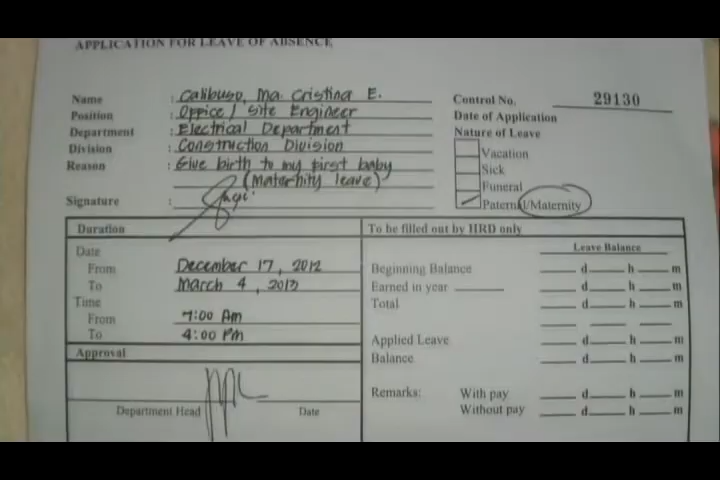 APPLICATION FOR LEAVE OF ABSENCE
Name : Calibuso, Ma. Cristina E.
Position : Office / Site Engineer
Department : Electrical Department
Division : Construction Division
Reason : Give birth to my first baby
(Maternity leave)
Signature :
Control No. 29130
Date of Application
Nature of Leave
Vacation
Sick
Funeral
Paternal/Maternity
Duration
Date
From December 17, 2012
To March 4, 2013
Time
From 7:00 Am
To 4:00 Pm
Approval
Department Head Date
To be filled out by HRD only
Leave Balance
Beginning Balance d h m
Earned in year d h m
Total d h m
Applied Leave d h m
Balance d h m
Remarks: With pay d h m
Without pay d h m